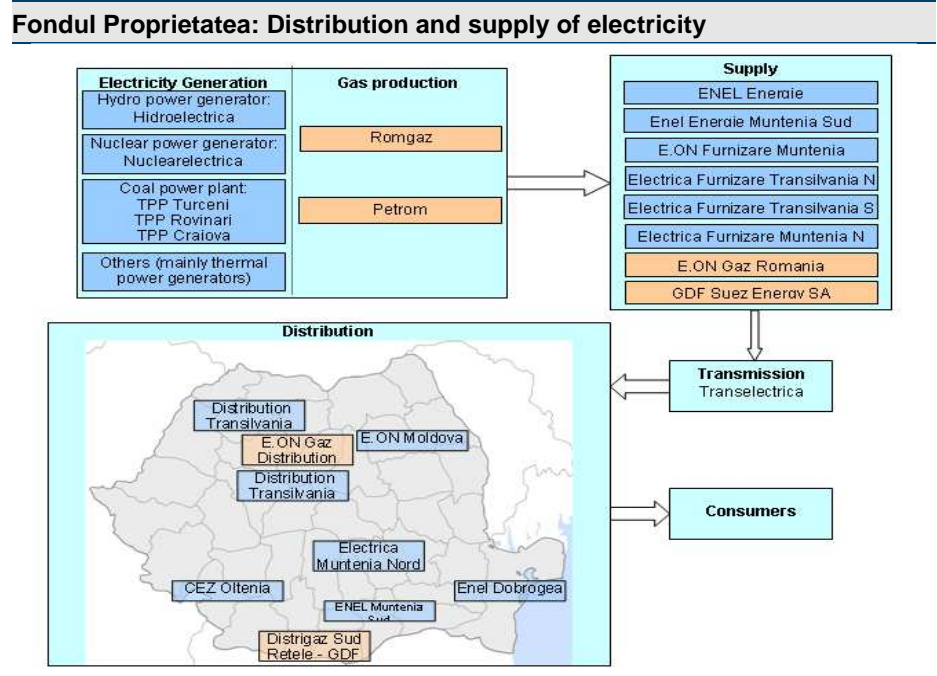 Fondul Proprietatea: Distribution and supply of electricity
Electricity Generation
Hydro power generator:
Hidroelectrica
Nuclear power generator:
Nuclearelectrica
Coal power plant:
TPP Turceni
TPP Rovinari
TPP Craiova
Others (mainly thermal
power generators)
Gas production
Romgaz
Petrom
Supply
ENEL Energie
Enel Energie Muntenia Sud
E.ON Furnizare Muntenia
Electrica Furnizare Transilvania N
Electrica Furnizare Transilvania S
Electrica Furnizare Muntenia N
E.ON Gaz Romania
GDF Suez Energy SA
Transmission
Transelectrica
Distribution
Distribution
Transilvania
E.ON Gaz
Distribution
E.ON Moldova
Distribution
Transilvania
Electrica
Muntenia Nord
CEZ Oltenia
Enel Dobrogea
ENEL Muntenia
Sud
Distrigaz Sud
Retele - GDF
Consumers